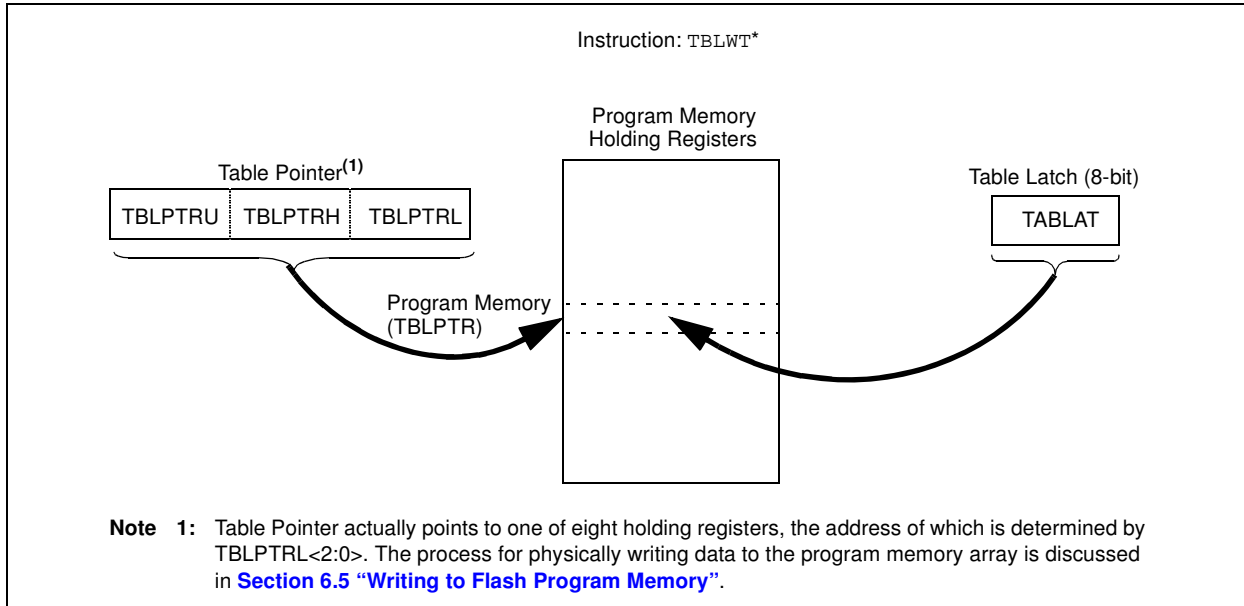 Instruction: TBLWT*
Program Memory
Holding Registers
Table Pointer(1)
Table Latch (8-bit)
TBLPTRU TBLPTRH TBLPTRL
TABLAT
Program Memory
(TBLPTR)
Note 1: Table Pointer actually points to one of eight holding registers, the address of which is determined by
TBLPTRL<2:0>. The process for physically writing data to the program memory array is discussed
in Section 6.5 “Writing to Flash Program Memory”.